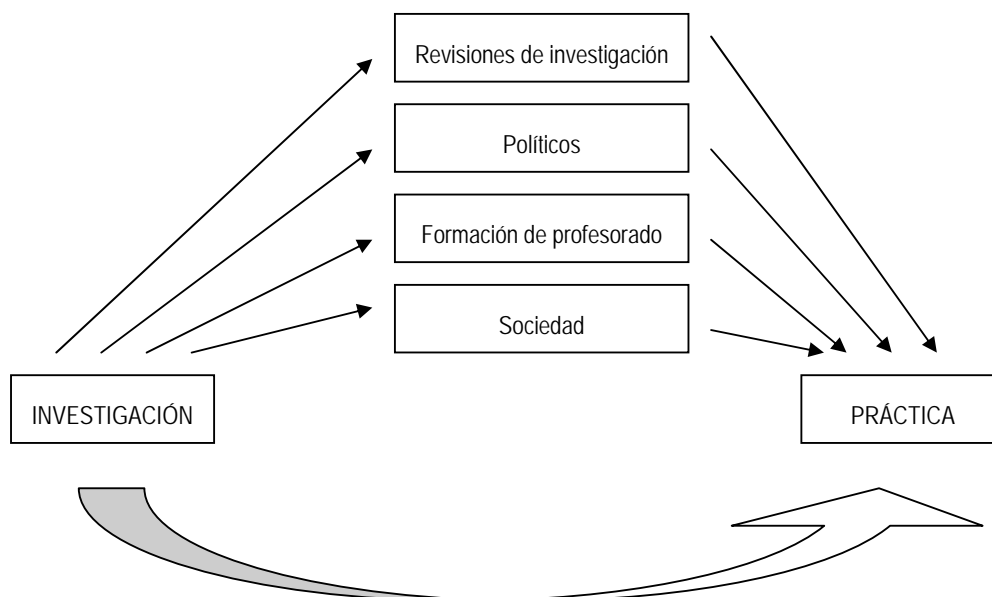 Revisiones de investigación
Políticos
Formación de profesorado
Sociedad
INVESTIGACIÓN
PRÁCTICA